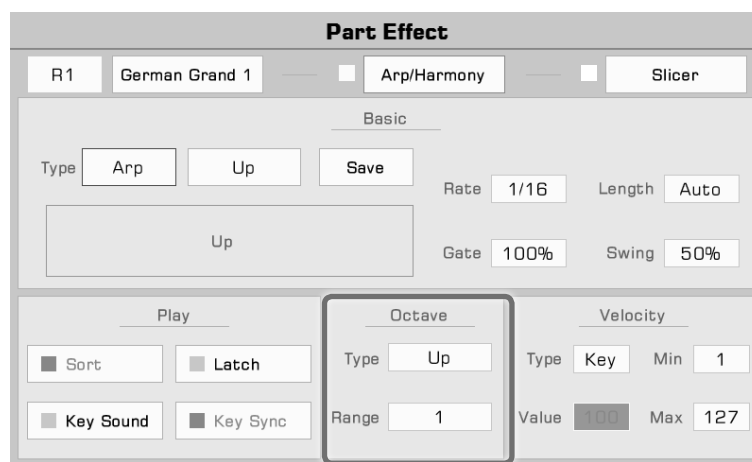 Part Effect
R1 German Grand 1 Arp/Harmony Slicer
Basic
Type Arp Up Save
Rate 1/16 Length Auto
Up
Gate 100% Swing 50%
Play
Sort Latch
Key Sound Key Sync
Octave
Type Up
Range 1
Velocity
Type Key Min 1
Value 100 Max 127